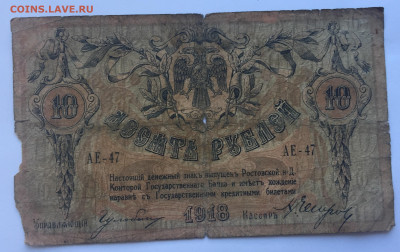 COINS.LAVE.RU
10
10
ДЕСЯТЬ РУБЛЕЙ
АЕ-47
АЕ-47
Настоящій денежный знакъ выпущенъ Ростовской н-Д.
Конторой Государственнаго Банка и имѣетъ хожденіе
наравнѣ съ Государственными кредитными билетами
Управляющій
1918
Кассиръ